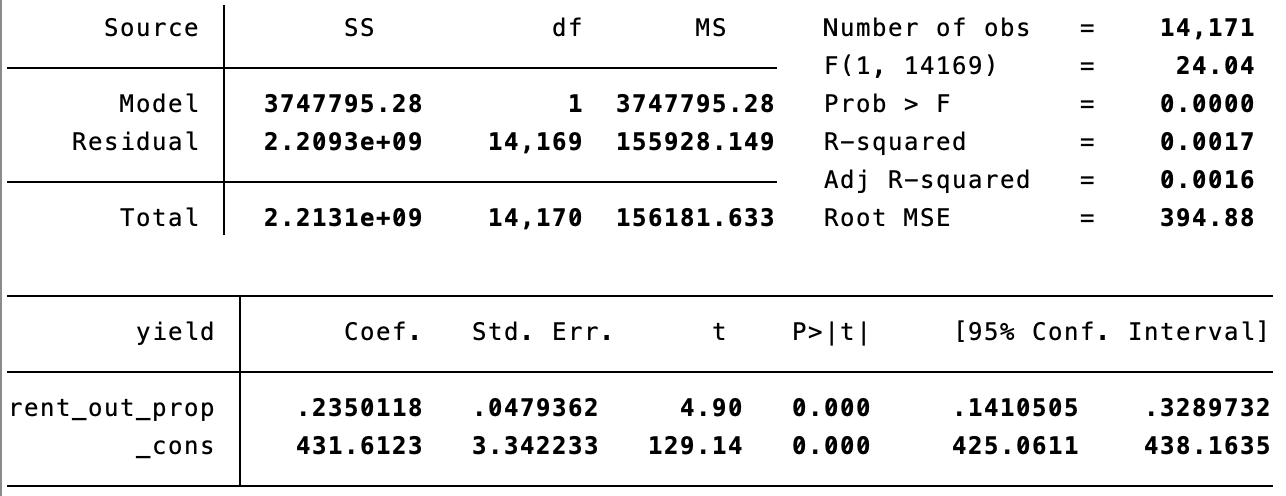 Source SS df MS Number of obs = 14,171
F(1, 14169) = 24.04
Model 3747795.28 1 3747795.28 Prob > F = 0.0000
Residual 2.2093e+09 14,169 155928.149 R-squared = 0.0017
Adj R-squared = 0.0016
Total 2.2131e+09 14,170 156181.633 Root MSE = 394.88
yield Coef. Std. Err. t P>|t| [95% Conf. Interval]
rent_out_prop .2350118 .0479362 4.90 0.000 .1410505 .3289732
_cons 431.6123 3.342233 129.14 0.000 425.0611 438.1635